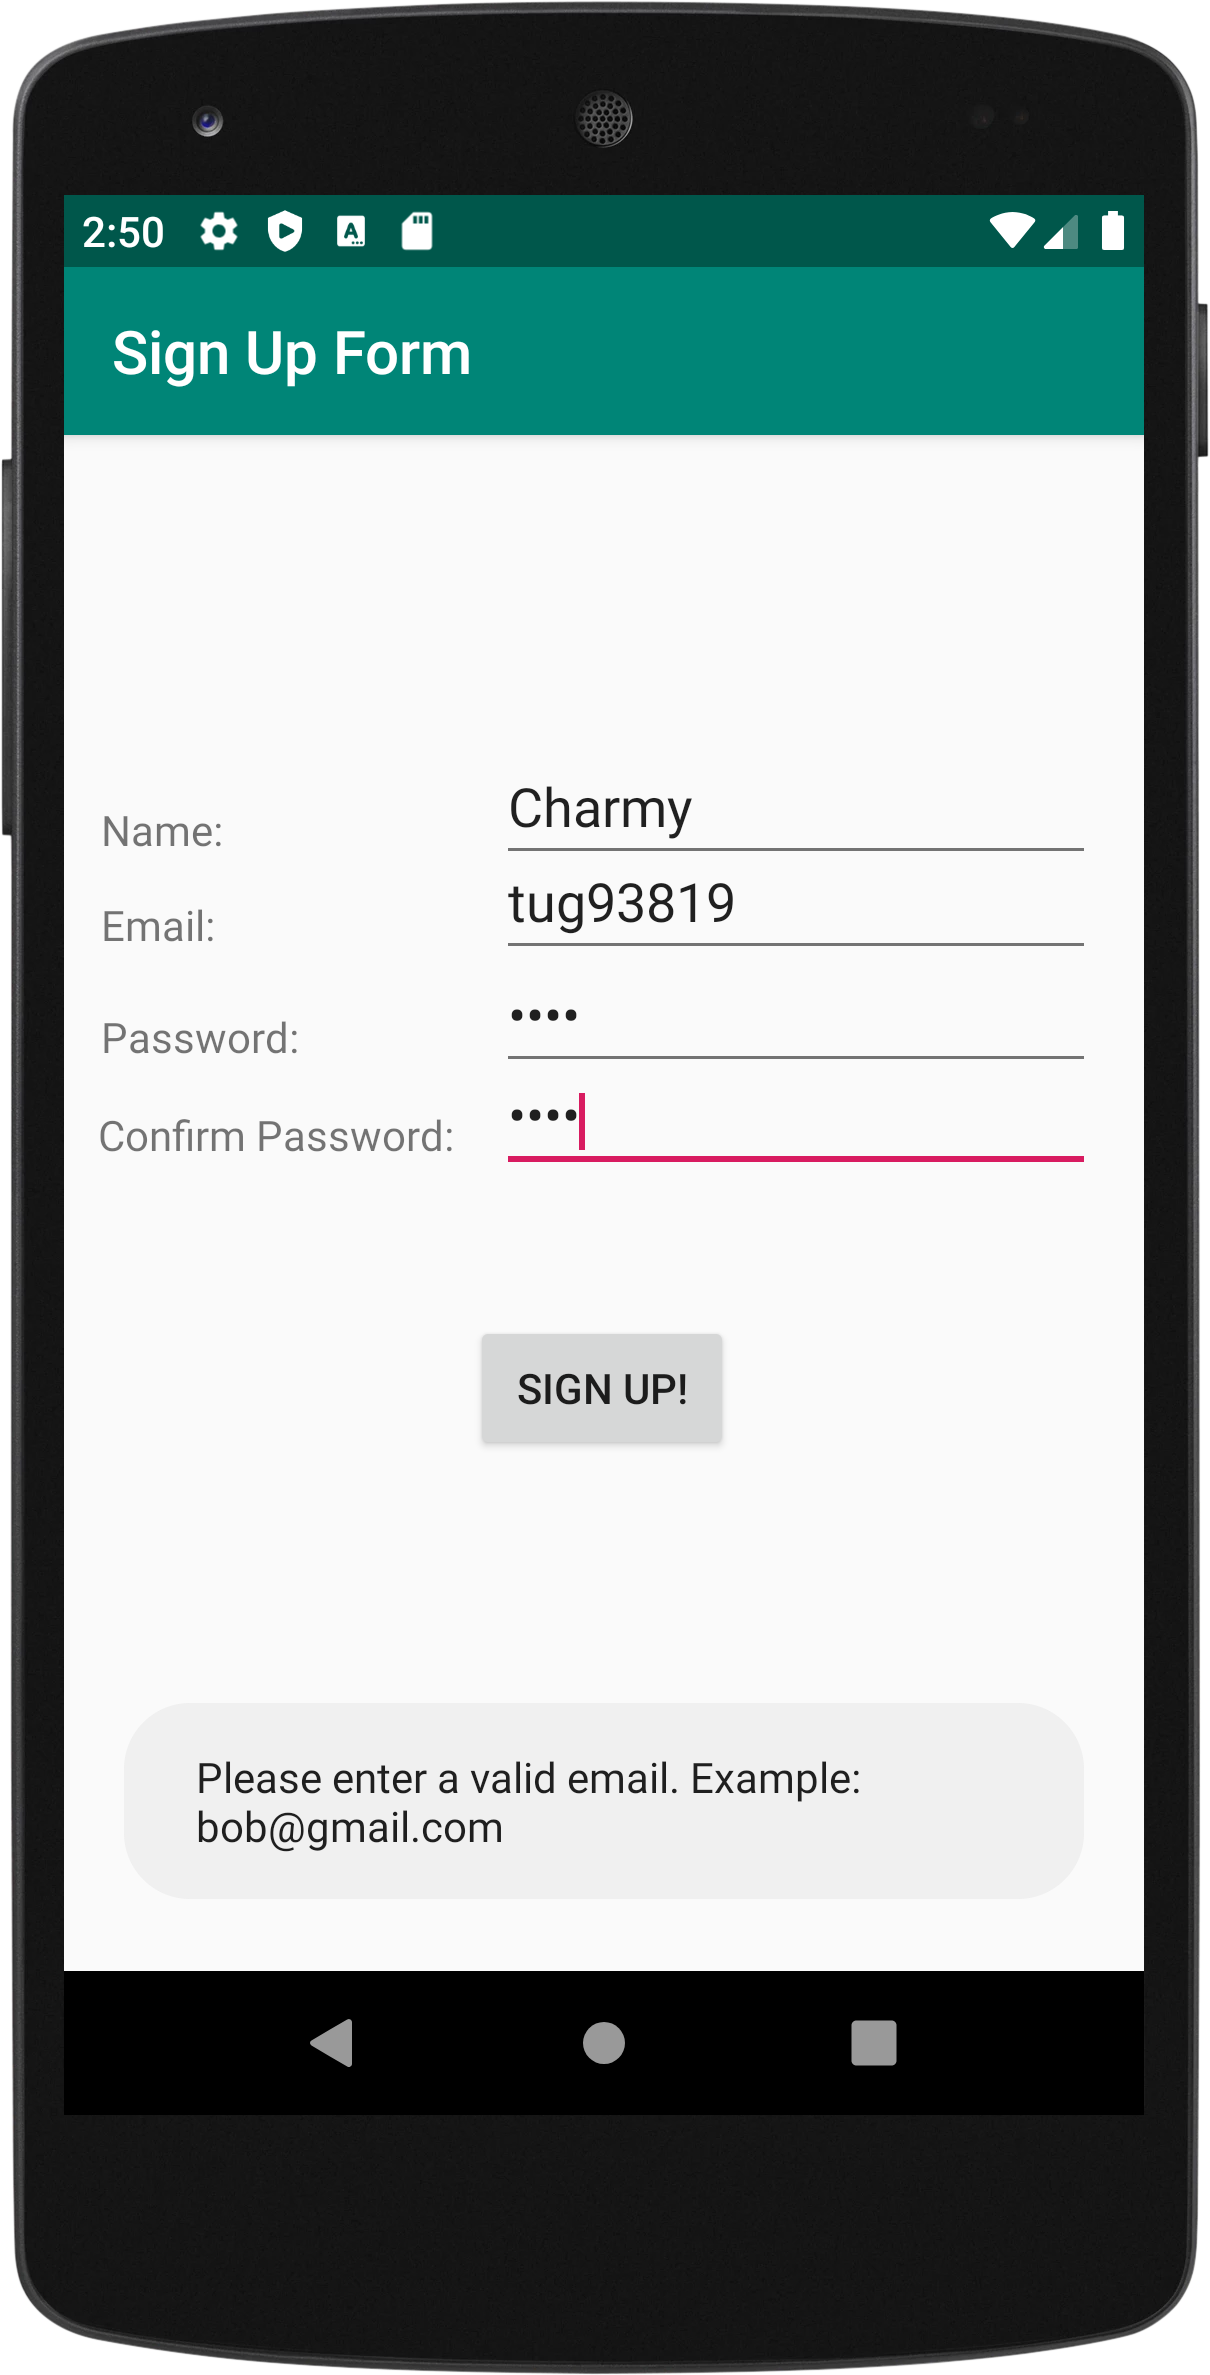 2:50
Sign Up Form
Name: Charmy
Email: tug93819
Password: ••••
Confirm Password: ••••
SIGN UP!
Please enter a valid email. Example:
bob@gmail.com